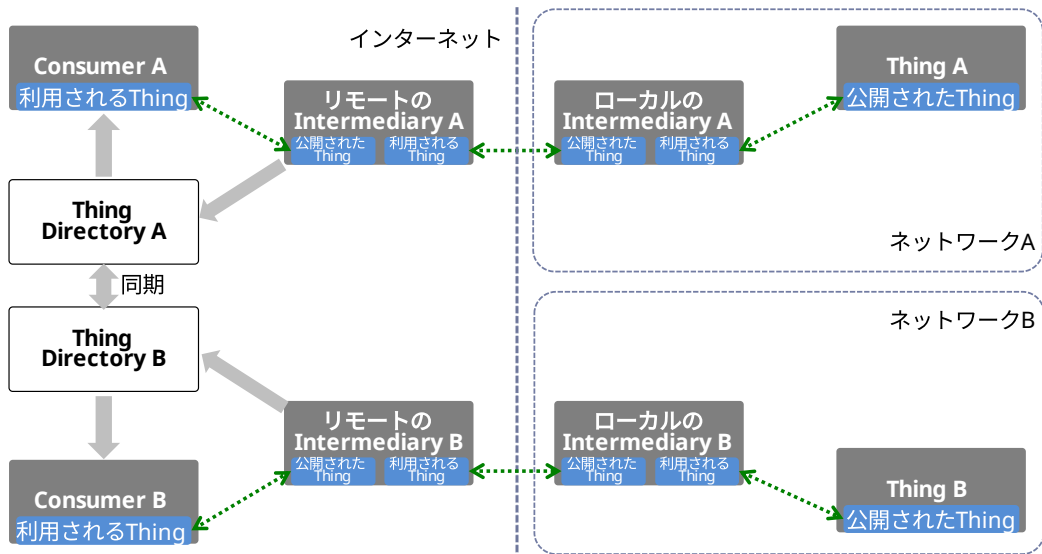 インターネット
Consumer A
利用されるThing
リモートの
Intermediary A
公開された
Thing
利用される
Thing
ローカルの
Intermediary A
公開された
Thing
利用される
Thing
Thing A
公開されたThing
Thing
Directory A
ネットワークA
同期
Thing
Directory B
ネットワークB
リモートの
Intermediary B
公開された
Thing
利用される
Thing
ローカルの
Intermediary B
公開された
Thing
利用される
Thing
Consumer B
利用されるThing
Thing B
公開されたThing